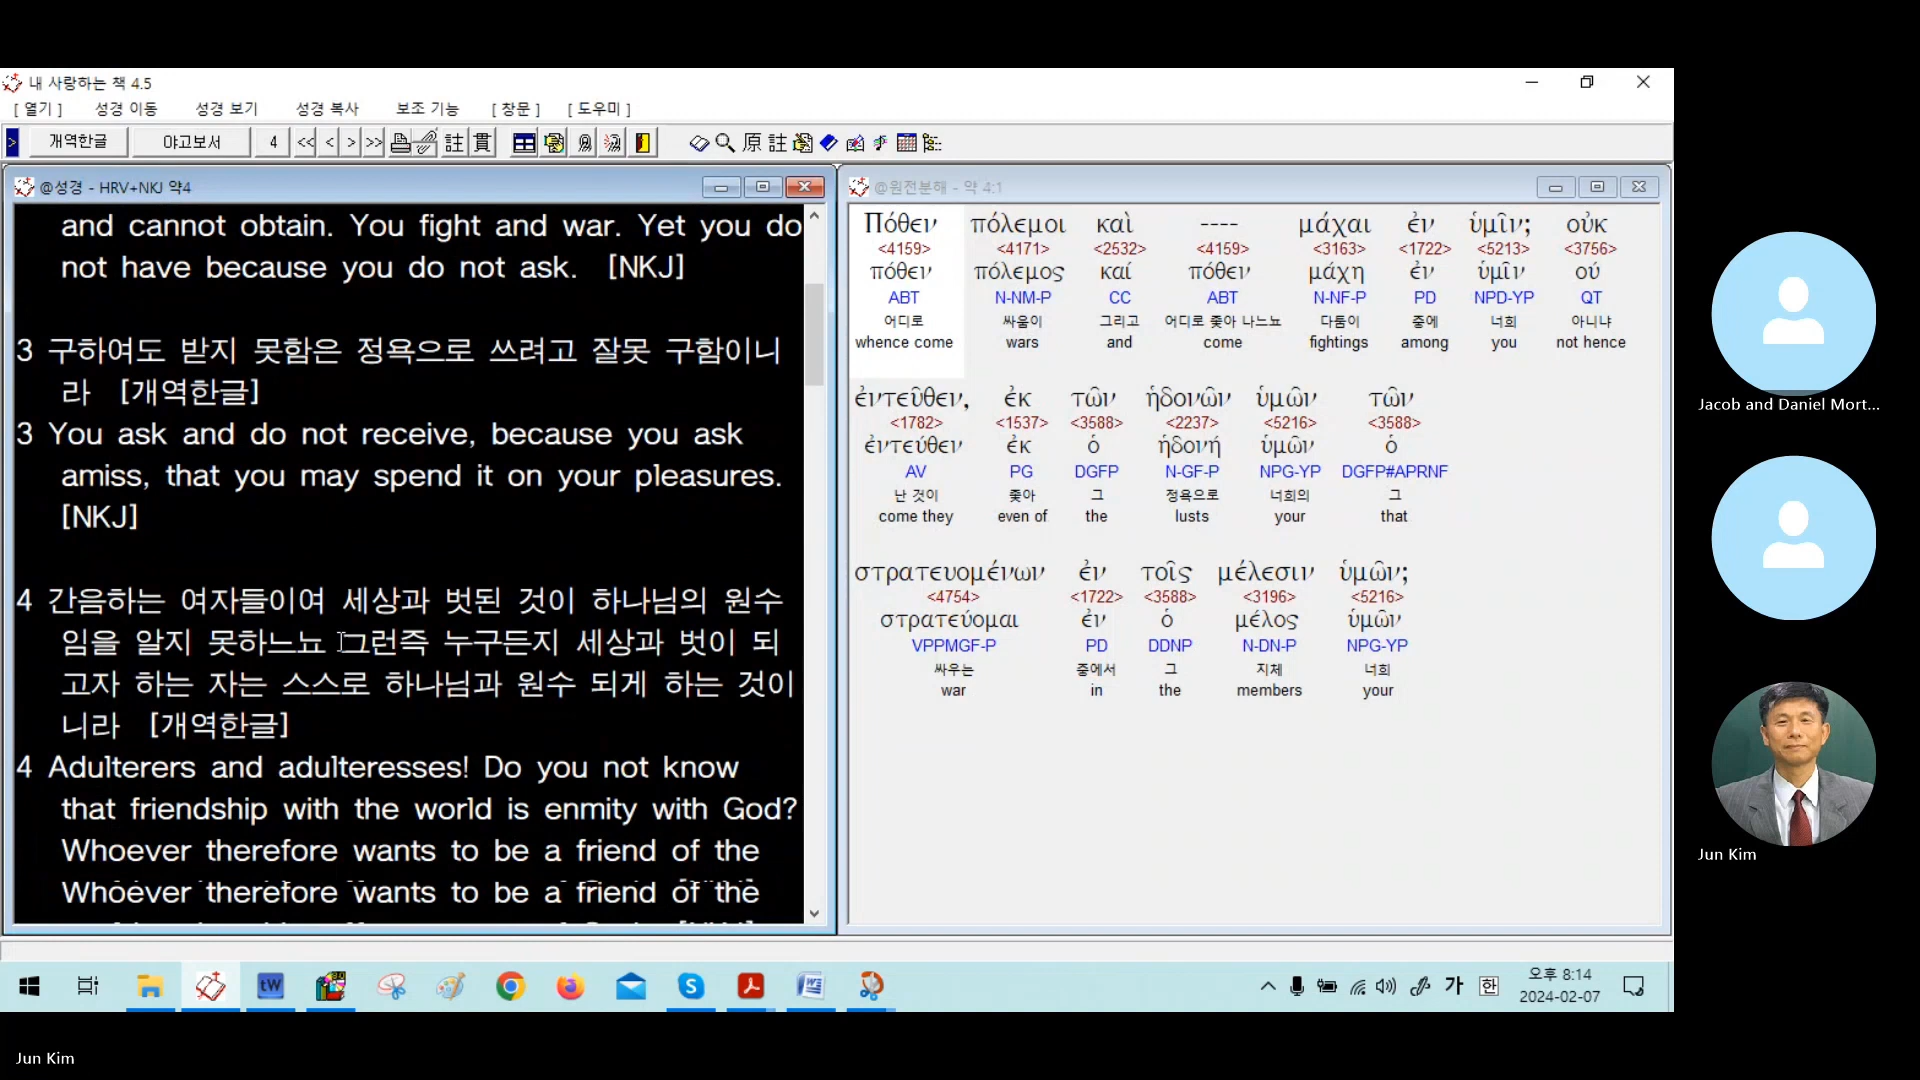 내 사랑하는 책 4.5
[ 열기 ] 성경 이동 성경 보기 성경 복사 보조 기능 [ 창문 ] [ 도우미 ]
개역한글 야고보서 4 << < > >> 註 貫 原 註
@성경 - HRV+NKJ 약4
and cannot obtain. You fight and war. Yet you do
not have because you do not ask. [NKJ]
3 구하여도 받지 못함은 정욕으로 쓰려고 잘못 구함이니
라 [개역한글]
3 You ask and do not receive, because you ask
amiss, that you may spend it on your pleasures.
[NKJ]
4 간음하는 여자들이여 세상과 벗된 것이 하나님의 원수
임을 알지 못하느뇨 그런즉 누구든지 세상과 벗이 되
고자 하는 자는 스스로 하나님과 원수 되게 하는 것이
니라 [개역한글]
4 Adulterers and adulteresses! Do you not know
that friendship with the world is enmity with God?
Whoever therefore wants to be a friend of the
Whoever therefore wants to be a friend of the
@원전분해 - 약 4:1
Πόθεν πόλεμοι καὶ ---- μάχαι ἐν ὑμῖν; οὐκ
<4159> <4171> <2532> <4159> <3163> <1722> <5213> <3756>
πόθεν πόλεμος καί πόθεν μάχη ἐν ὑμῖν οὐ
ABT N-NM-P CC ABT N-NF-P PD NPD-YP QT
어디로 싸움이 그리고 어디로 좇아 나느뇨 다툼이 중에 너희 아니냐
whence come wars and come fightings among you not hence
ἐντεῦθεν, ἐκ τῶν ἡδονῶν ὑμῶν τῶν
<1782> <1537> <3588> <2237> <5216> <3588>
ἐντεύθεν ἐκ ὁ ἡδονή ὑμῶν ὁ
AV PG DGFP N-GF-P NPG-YP DGFP#APRNF
난 것이 좇아 그 정욕으로 너희의 그
come they even of the lusts your that
στρατευομένων ἐν τοῖς μέλεσιν ὑμῶν;
<4754> <1722> <3588> <3196> <5216>
στρατεύομαι ἐν ὁ μέλος ὑμῶν
VPPMGF-P PD DDNP N-DN-P NPG-YP
싸우는 중에서 그 지체 너희
war in the members your
Jacob and Daniel Mort...
Jun Kim
tW S W 가 한
오후 8:14
2024-02-07
Jun Kim